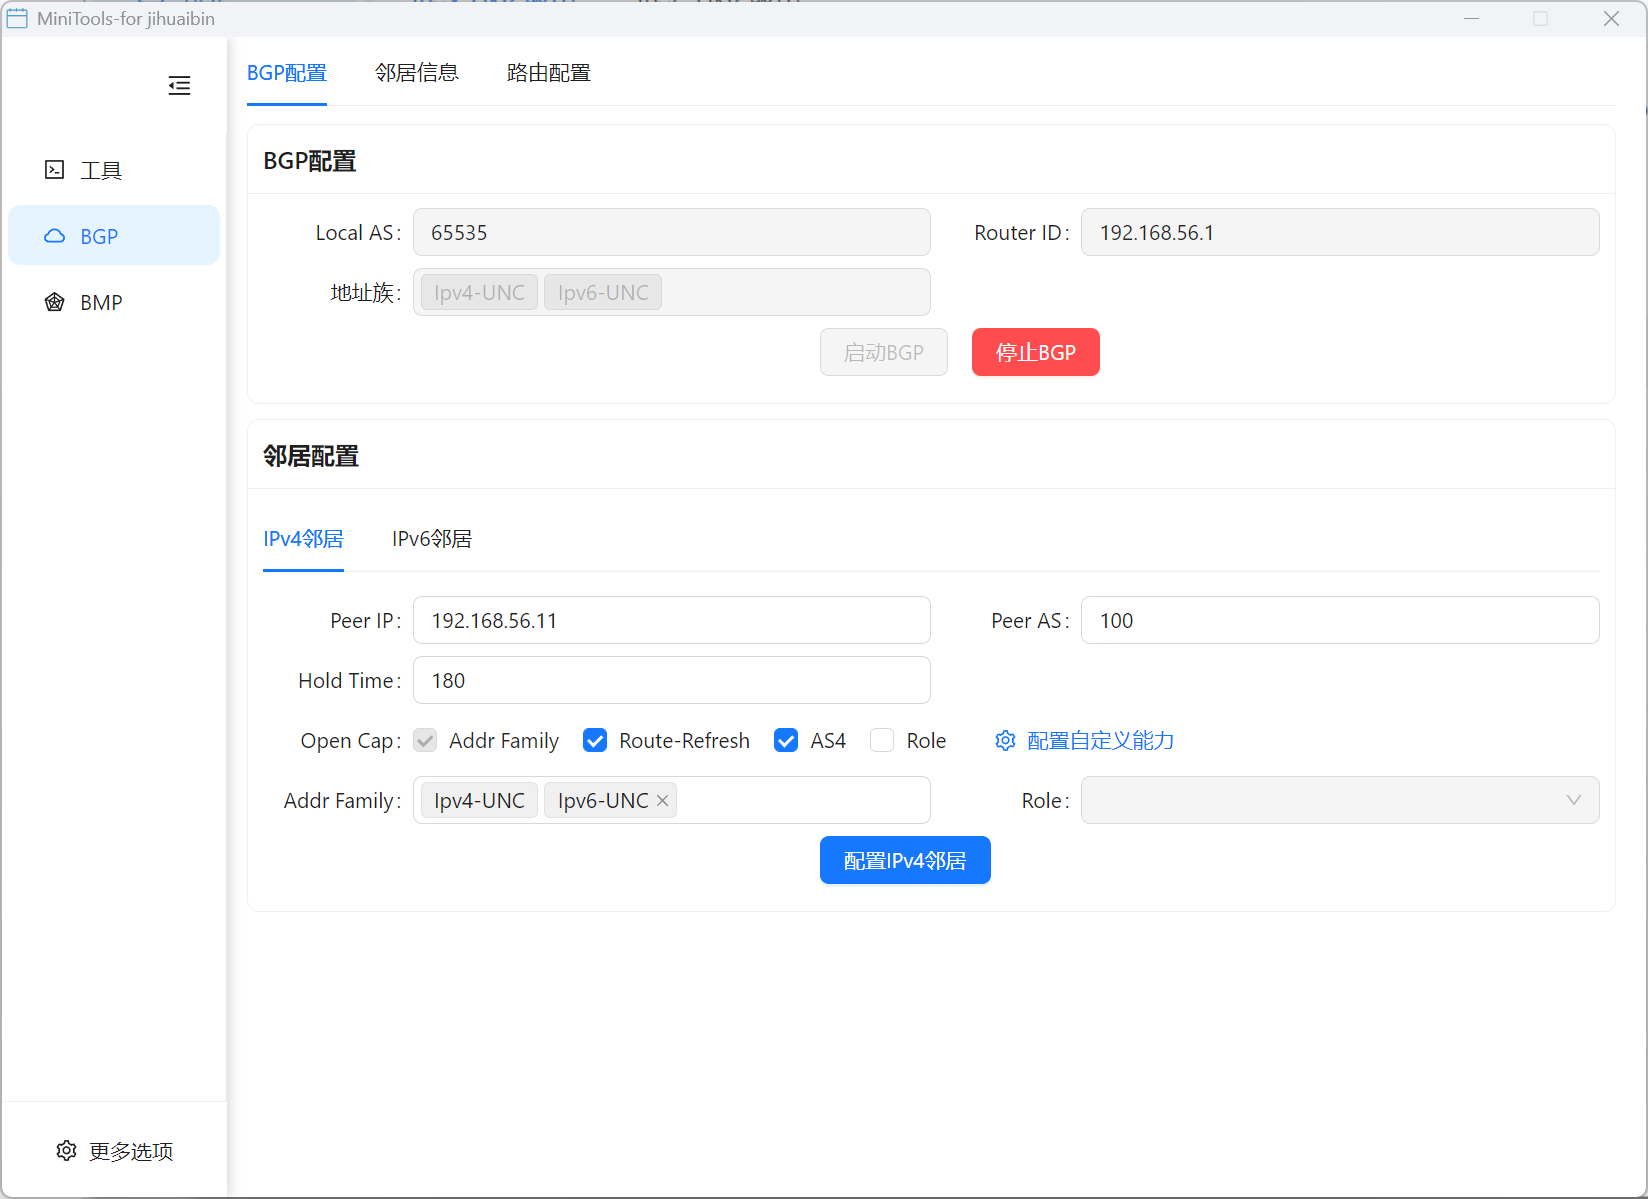 MiniTools-for jihuaibin
工具
BGP
BMP
更多选项
BGP配置 邻居信息 路由配置
BGP配置
Local AS: 65535 Router ID: 192.168.56.1
地址族: Ipv4-UNC Ipv6-UNC
启动BGP 停止BGP
邻居配置
IPv4邻居 IPv6邻居
Peer IP: 192.168.56.11 Peer AS: 100
Hold Time: 180
Open Cap: Addr Family Route-Refresh AS4 Role 配置自定义能力
Addr Family: Ipv4-UNC Ipv6-UNC Role:
配置IPv4邻居